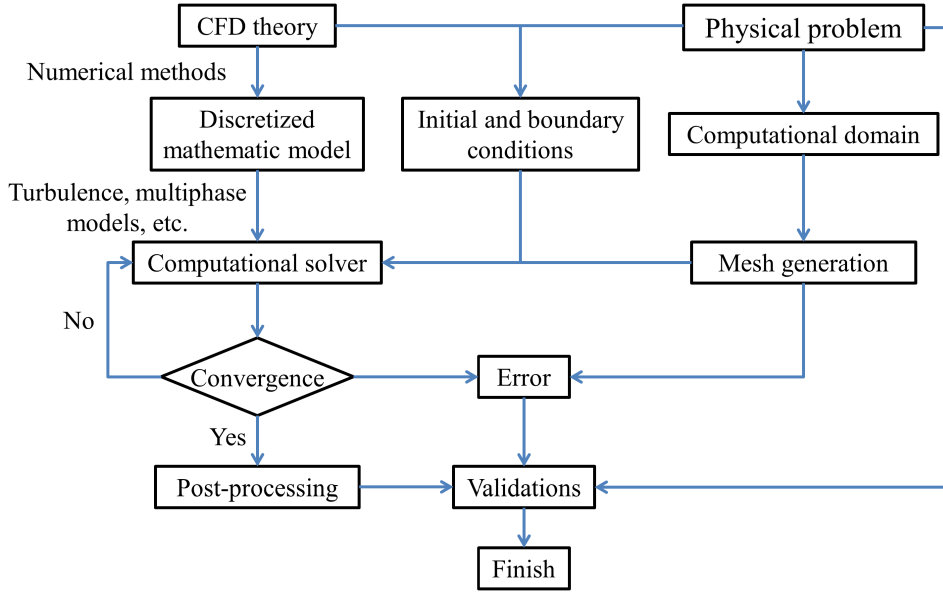 CFD theory
Physical problem
Numerical methods
Discretized
mathematic model
Initial and boundary
conditions
Computational domain
Turbulence, multiphase
models, etc.
Computational solver
Mesh generation
No
Convergence
Error
Yes
Post-processing
Validations
Finish